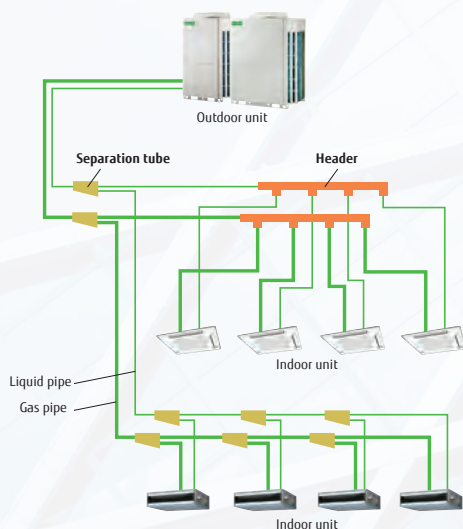 Outdoor unit
Separation tube
Header
Indoor unit
Liquid pipe
Gas pipe
Indoor unit